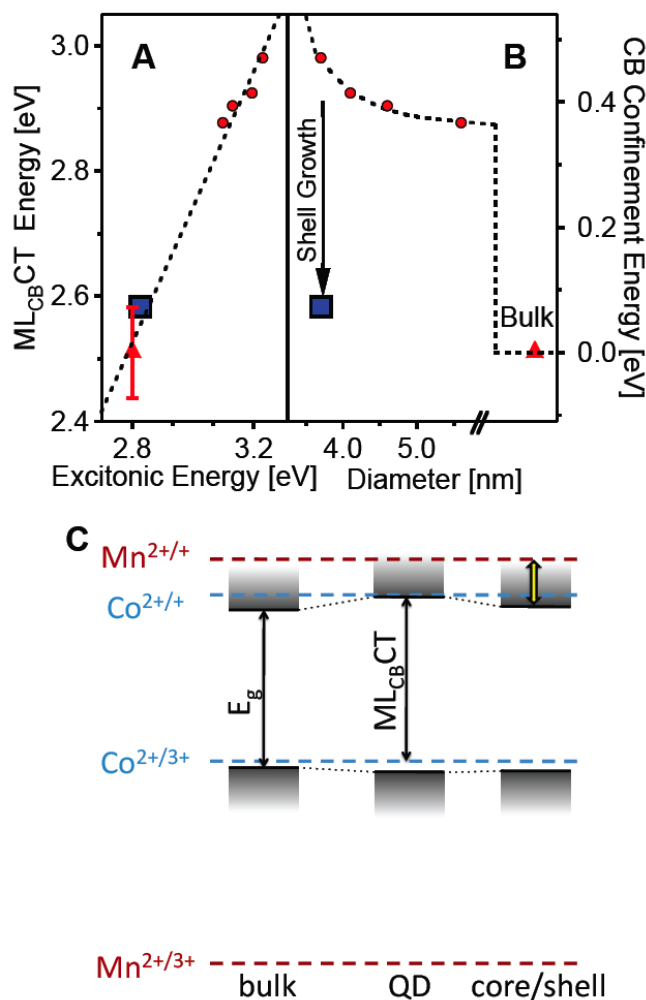 A
B
ML_CBCT Energy [eV]
3.0
2.8
2.6
2.4
2.8
3.2
Excitonic Energy [eV]
Shell Growth
4.0
5.0
Diameter [nm]
Bulk
0.4
0.2
0.0
CB Confinement Energy [eV]
C
Mn²⁺/⁺
Co²⁺/⁺
E_g
ML_CBCT
Co²⁺/³⁺
Mn²⁺/³⁺
bulk
QD
core/shell